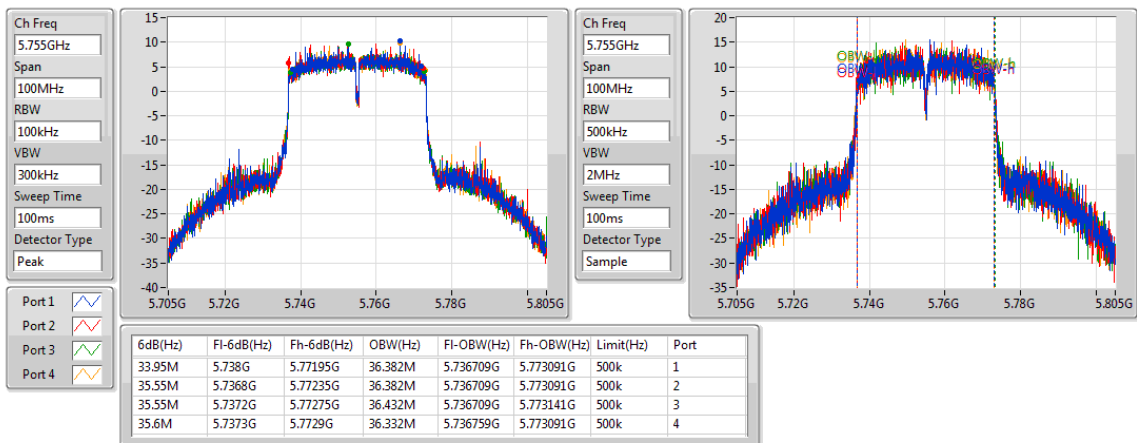 Ch Freq
5.755GHz
Span
100MHz
RBW
100kHz
VBW
300kHz
Sweep Time
100ms
Detector Type
Peak
15
10
5
0
-5
-10
-15
-20
-25
-30
-35
5.705G 5.72G 5.74G 5.76G 5.78G 5.805G
Ch Freq
5.755GHz
Span
100MHz
RBW
500kHz
VBW
2MHz
Sweep Time
100ms
Detector Type
Sample
20
15
10
5
0
-5
-10
-15
-20
-25
-30
-35
5.705G 5.72G 5.74G 5.76G 5.78G 5.805G
Port 1
Port 2
Port 3
Port 4
6dB(Hz) Fl-6dB(Hz) Fh-6dB(Hz) OBW(Hz) Fl-OBW(Hz) Fh-OBW(Hz) Limit(Hz) Port
33.95M 5.738G 5.77195G 36.382M 5.736709G 5.773091G 500k 1
35.55M 5.7368G 5.77235G 36.382M 5.736709G 5.773091G 500k 2
35.55M 5.7372G 5.77275G 36.432M 5.736709G 5.773141G 500k 3
35.6M 5.7373G 5.7729G 36.332M 5.736759G 5.773091G 500k 4